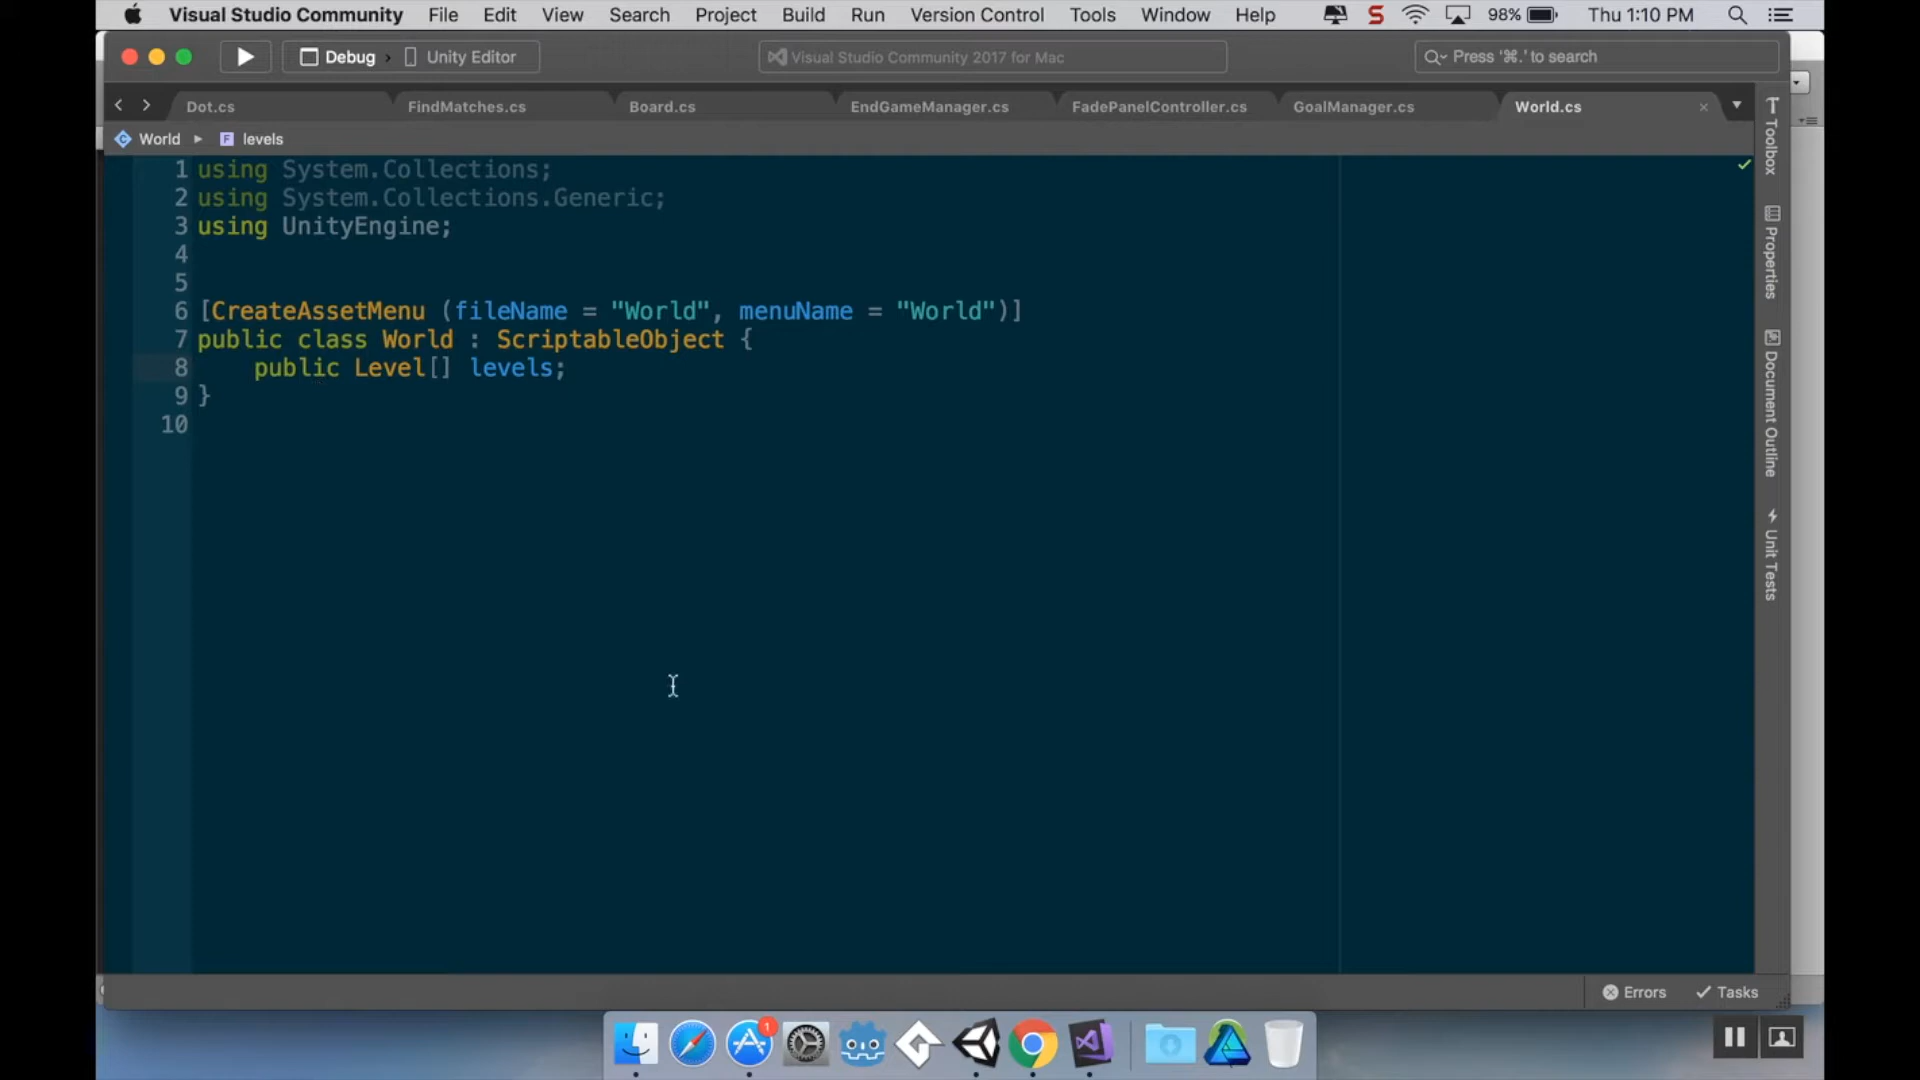 Visual Studio Community File Edit View Search Project Build Run Version Control Tools Window Help S 98% Thu 1:10 PM
Debug › Unity Editor Visual Studio Community 2017 for Mac Press '⌘.' to search
Dot.cs FindMatches.cs Board.cs EndGameManager.cs FadePanelController.cs GoalManager.cs World.cs ×
C World ▸ F levels
1 using System.Collections;
2 using System.Collections.Generic;
3 using UnityEngine;
4
5
6 [CreateAssetMenu (fileName = "World", menuName = "World")]
7 public class World : ScriptableObject {
8 public Level[] levels;
9 }
10
Toolbox
Properties
Document Outline
Unit Tests
Errors Tasks
1